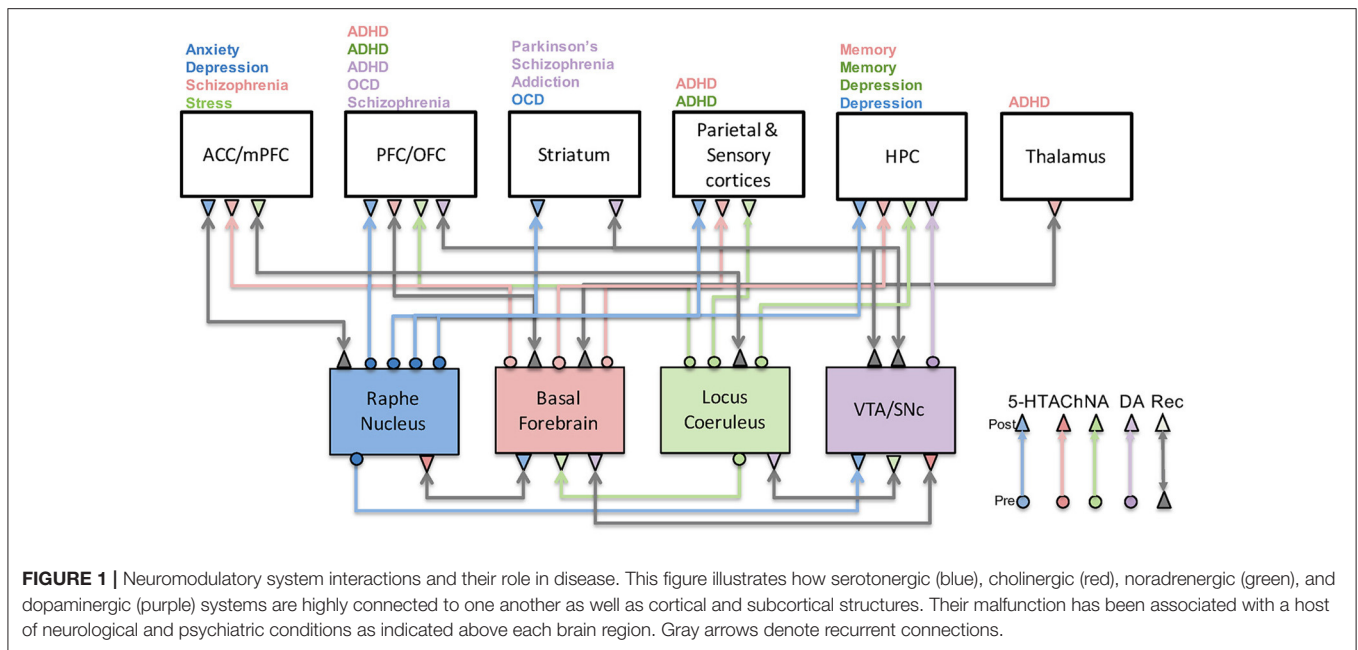 Anxiety
Depression
Schizophrenia
Stress
ADHD
ADHD
ADHD
OCD
Schizophrenia
Parkinson's
Schizophrenia
Addiction
OCD
ADHD
ADHD
Memory
Memory
Depression
Depression
ADHD
ACC/mPFC
PFC/OFC
Striatum
Parietal &
Sensory
cortices
HPC
Thalamus
Raphe
Nucleus
Basal
Forebrain
Locus
Coeruleus
VTA/SNc
5-HTAChNA DA Rec
Post
Pre
FIGURE 1 | Neuromodulatory system interactions and their role in disease. This figure illustrates how serotonergic (blue), cholinergic (red), noradrenergic (green), and
dopaminergic (purple) systems are highly connected to one another as well as cortical and subcortical structures. Their malfunction has been associated with a host
of neurological and psychiatric conditions as indicated above each brain region. Gray arrows denote recurrent connections.